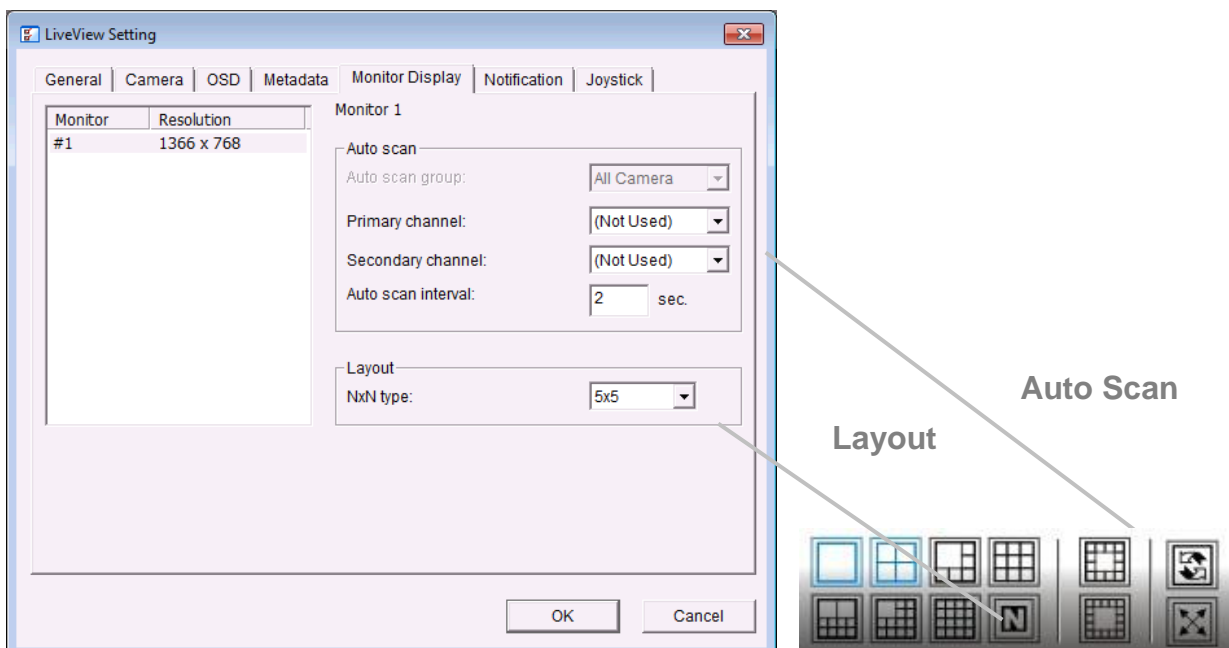 LiveView Setting
General Camera OSD Metadata Monitor Display Notification Joystick
Monitor Resolution
#1 1366 x 768
Monitor 1
Auto scan
Auto scan group: All Camera
Primary channel: (Not Used)
Secondary channel: (Not Used)
Auto scan interval: 2 sec.
Layout
NxN type: 5x5
OK Cancel
Auto Scan
Layout
N